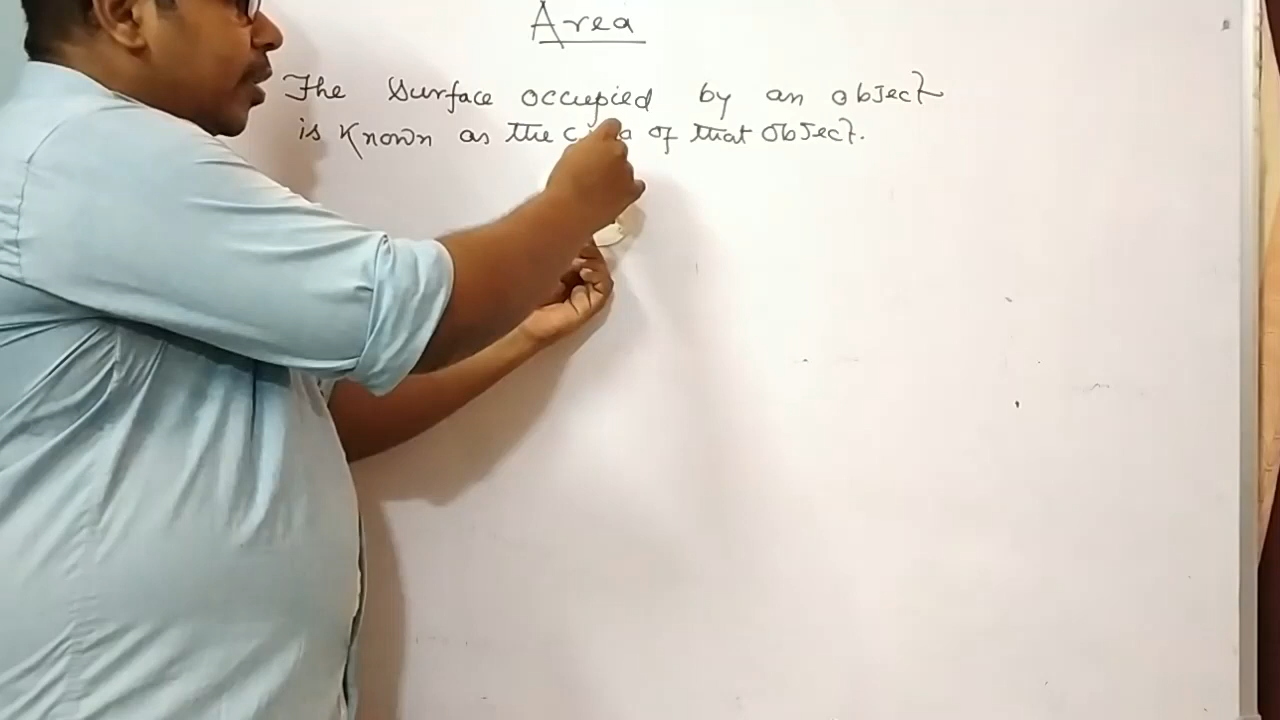 Area
The surface occupied by an object
is known as the of that object.